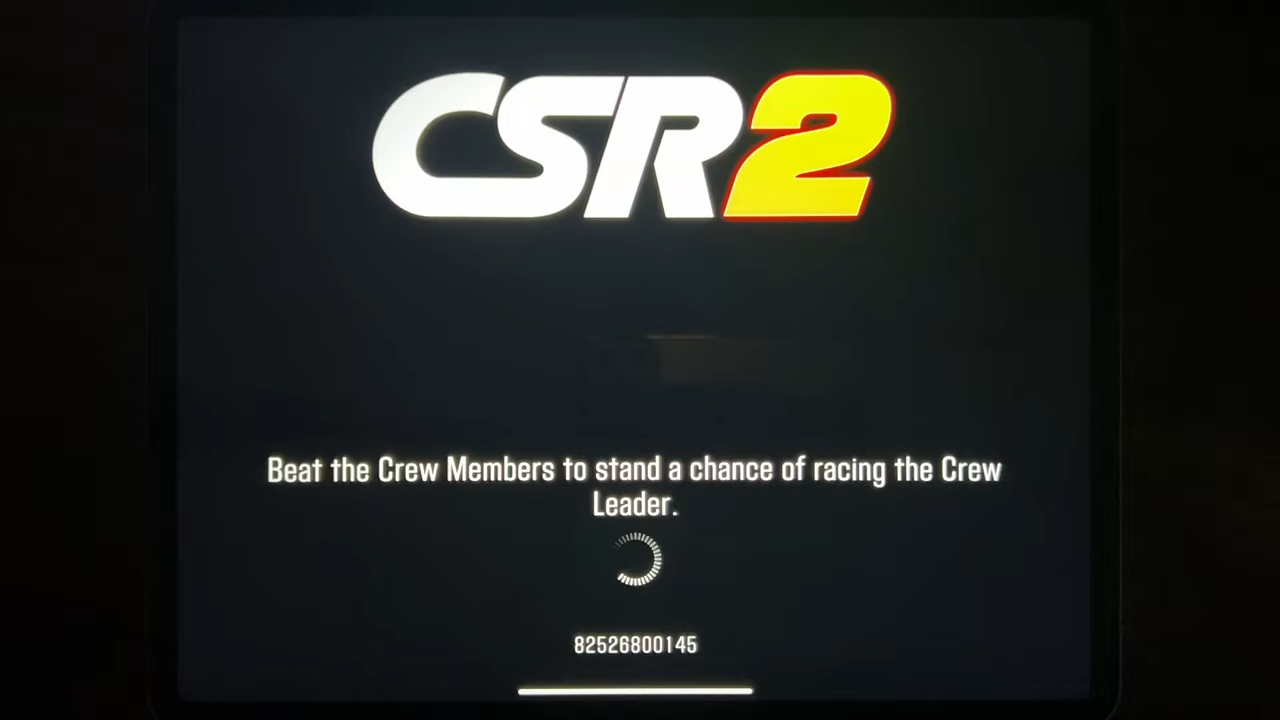 CSR2
Beat the Crew Members to stand a chance of racing the Crew
Leader.
82526800145